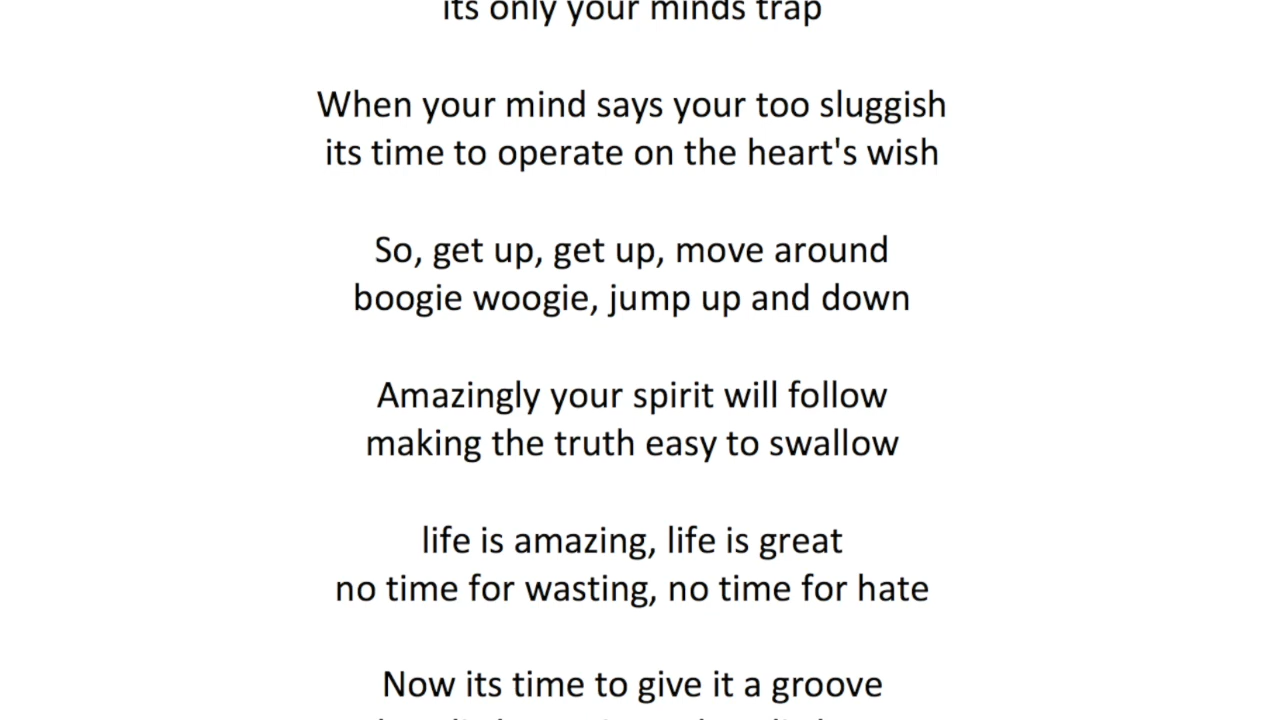 its only your minds trap
When your mind says your too sluggish
its time to operate on the heart's wish
So, get up, get up, move around
boogie woogie, jump up and down
Amazingly your spirit will follow
making the truth easy to swallow
life is amazing, life is great
no time for wasting, no time for hate
Now its time to give it a groove